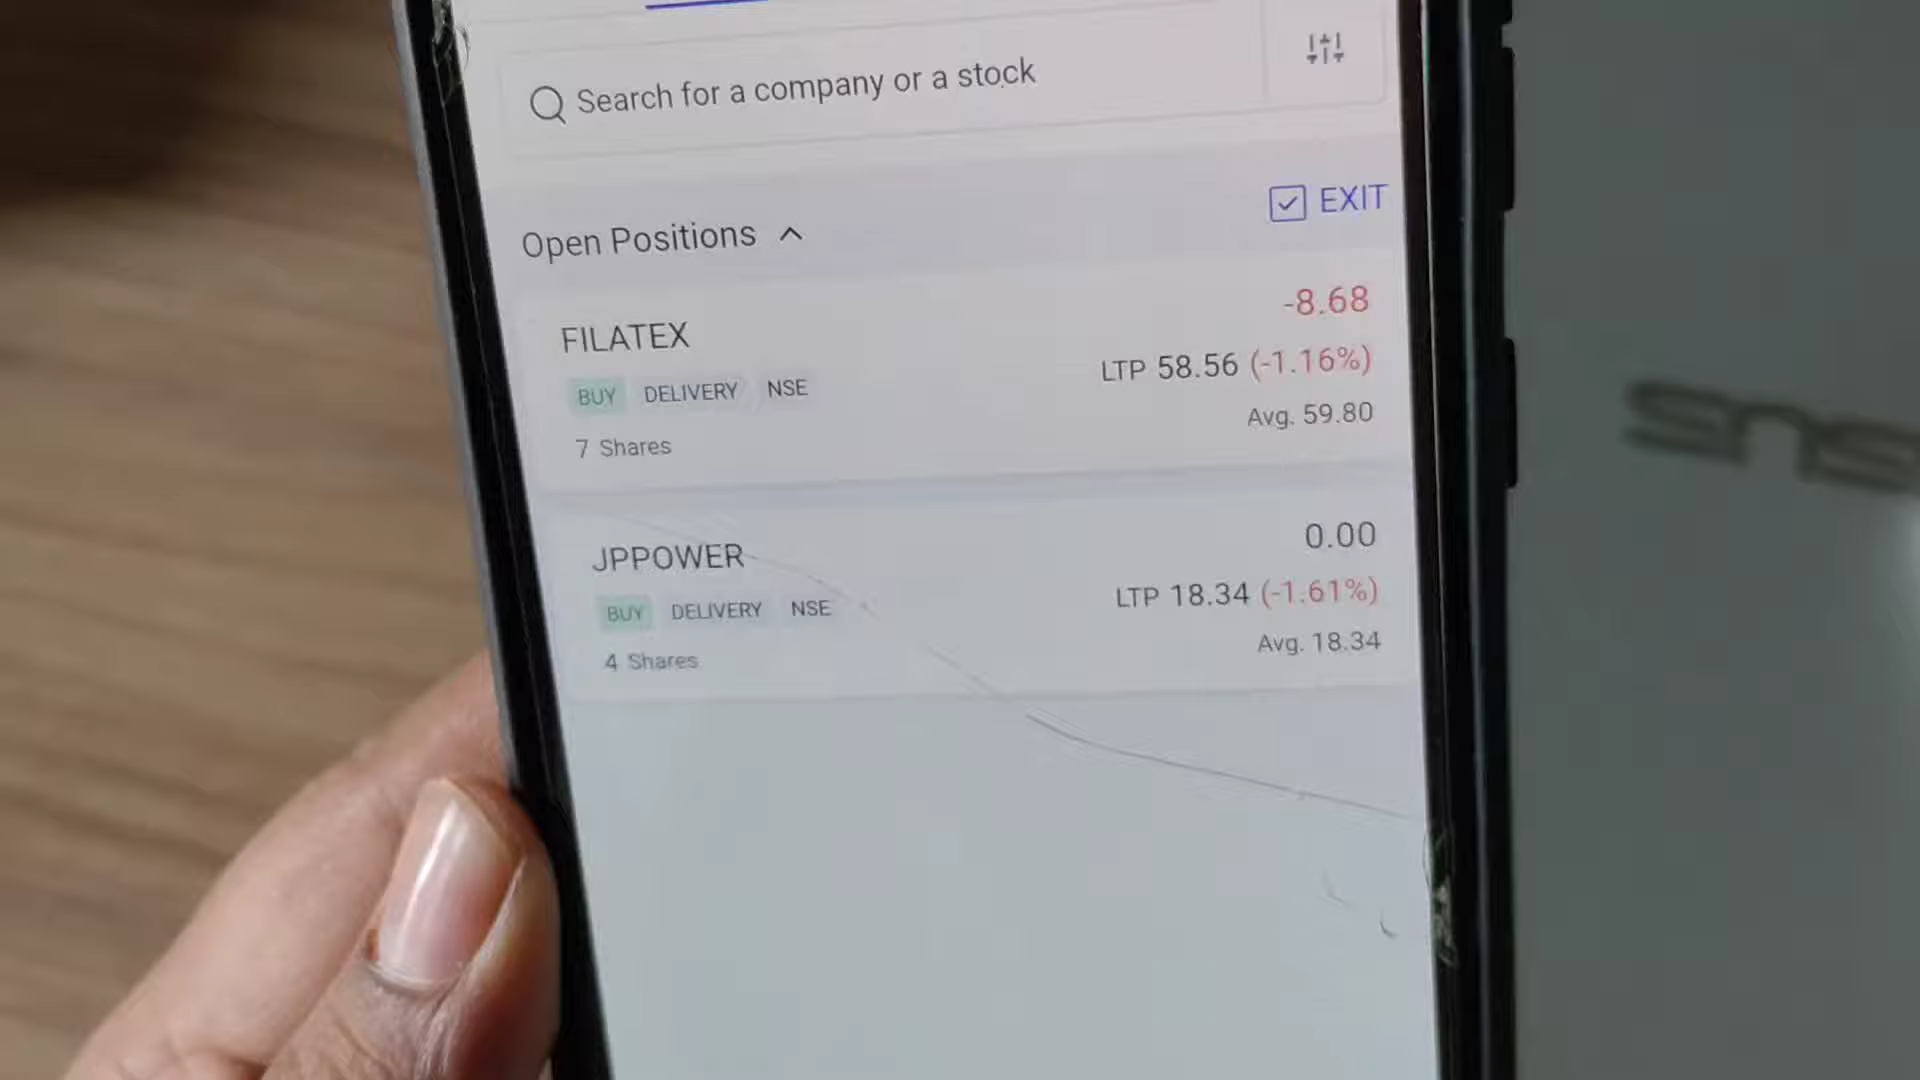 Search for a company or a stock
EXIT
Open Positions
-8.68
FILATEX
LTP 58.56 (-1.16%)
BUY DELIVERY NSE
Avg. 59.80
7 Shares
0.00
JPPOWER
LTP 18.34 (-1.61%)
BUY DELIVERY NSE
Avg. 18.34
4 Shares